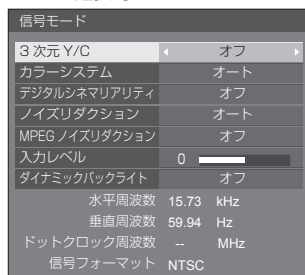 信号モード
3 次元 Y/C オフ
カラーシステム オート
デジタルシネマリアリティ オフ
ノイズリダクション オート
MPEG ノイズリダクション オフ
入力レベル 0
ダイナミックバックライト オフ
水平周波数 15.73 kHz
垂直周波数 59.94 Hz
ドットクロック周波数 -- MHz
信号フォーマット NTSC